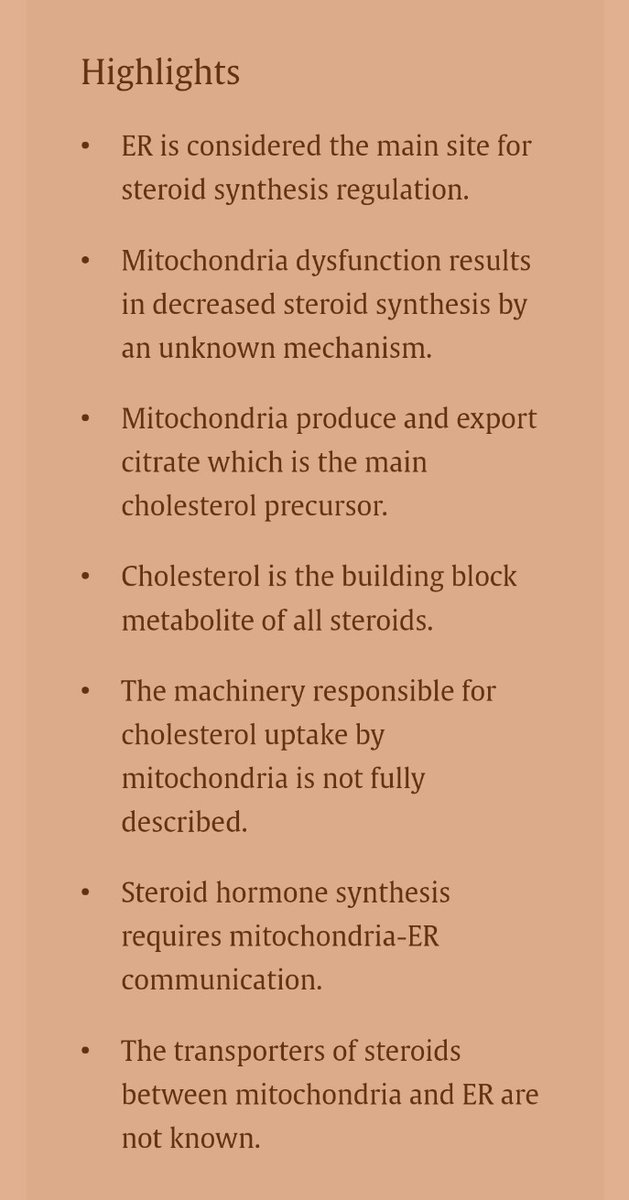 Highlights
• ER is considered the main site for
steroid synthesis regulation.
• Mitochondria dysfunction results
in decreased steroid synthesis by
an unknown mechanism.
• Mitochondria produce and export
citrate which is the main
cholesterol precursor.
• Cholesterol is the building block
metabolite of all steroids.
• The machinery responsible for
cholesterol uptake by
mitochondria is not fully
described.
• Steroid hormone synthesis
requires mitochondria-ER
communication.
• The transporters of steroids
between mitochondria and ER are
not known.